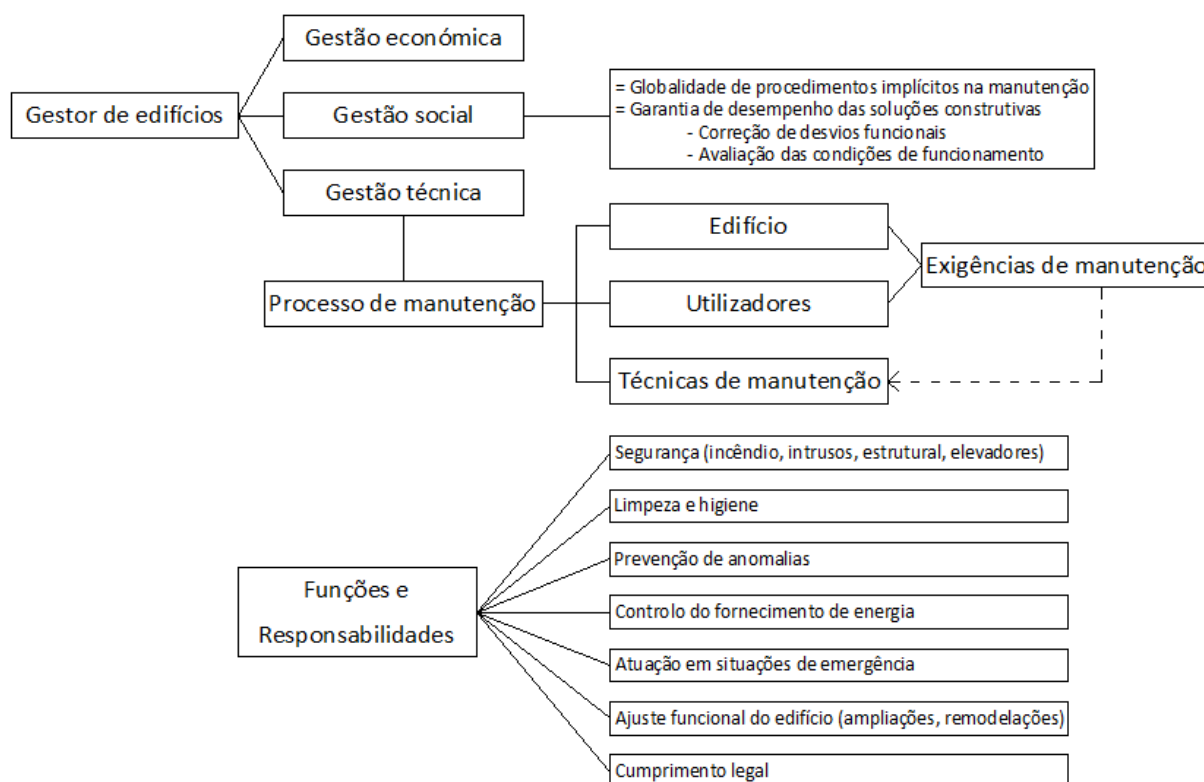 Gestão económica
Gestor de edifícios
Gestão social
= Globalidade de procedimentos implícitos na manutenção
= Garantia de desempenho das soluções construtivas
- Correção de desvios funcionais
- Avaliação das condições de funcionamento
Gestão técnica
Edifício
Exigências de manutenção
Processo de manutenção
Utilizadores
Técnicas de manutenção
Segurança (incêndio, intrusos, estrutural, elevadores)
Limpeza e higiene
Prevenção de anomalias
Funções e
Responsabilidades
Controlo do fornecimento de energia
Atuação em situações de emergência
Ajuste funcional do edifício (ampliações, remodelações)
Cumprimento legal